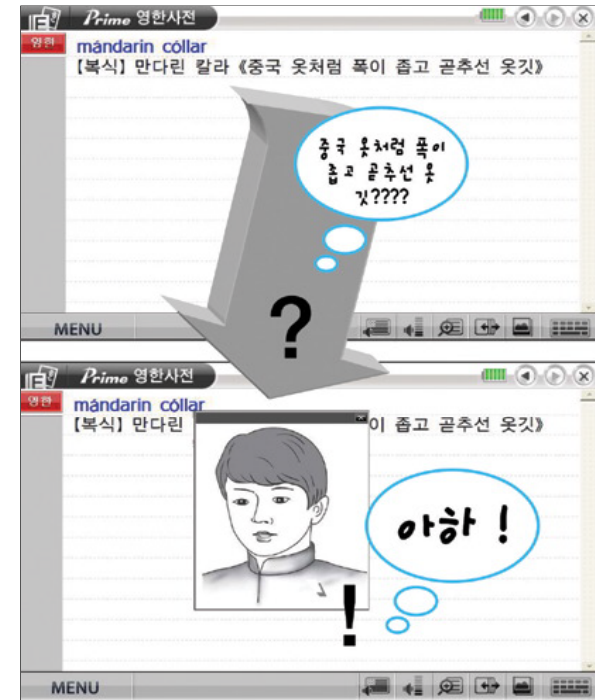 Prime 영한사전
영한
mándarin cóllar
【복식】 만다린 칼라 《중국 옷처럼 폭이 좁고 곧추선 옷깃》
중국 옷처럼 폭이
좁고 곧추선 옷
깃????
?
MENU
Prime 영한사전
영한
mándarin cóllar
【복식】 만다린 이 좁고 곧추선 옷깃》
아하 !
!
MENU